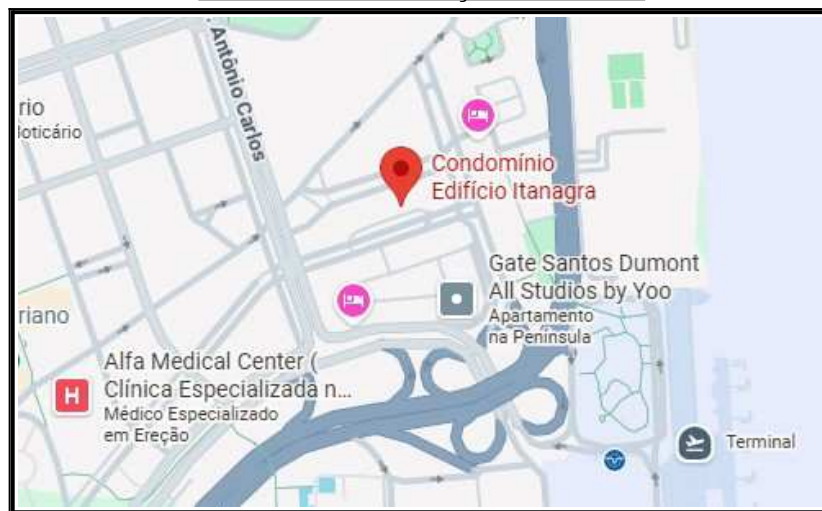 Antônio Carlos
rio
loticário
Condomínio
Edifício Itanagra
Gate Santos Dumont
All Studios by Yoo
Apartamento
na Península
riano
Alfa Medical Center (
Clínica Especializada n...
Médico Especializado
em Ereção
H
Terminal